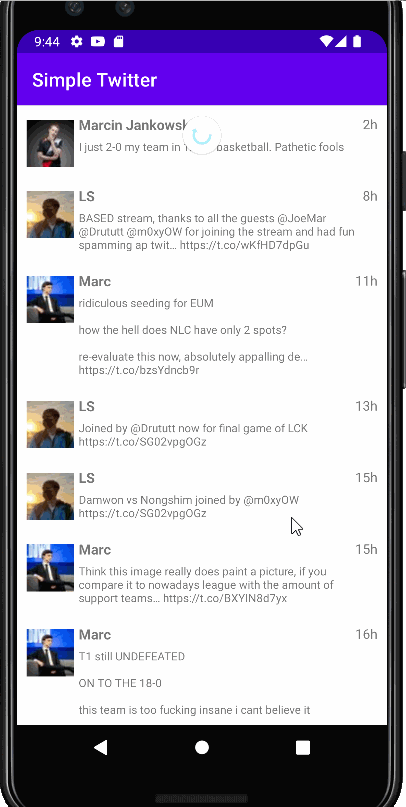 9:44
Simple Twitter
Marcin Jankowsk 2h
I just 2-0 my team in basketball. Pathetic fools
LS 8h
BASED stream, thanks to all the guests @JoeMar
@Drututt @m0xyOW for joining the stream and had fun
spamming ap twit… https://t.co/wKfHD7dpGu
Marc 11h
ridiculous seeding for EUM
how the hell does NLC have only 2 spots?
re-evaluate this now, absolutely appalling de…
https://t.co/bzsYdncb9r
LS 13h
Joined by @Drututt now for final game of LCK
https://t.co/SG02vpgOGz
LS 15h
Damwon vs Nongshim joined by @m0xyOW
https://t.co/SG02vpgOGz
Marc 15h
Think this image really does paint a picture, if you
compare it to nowadays league with the amount of
support teams… https://t.co/BXYIN8d7yx
Marc 16h
T1 still UNDEFEATED
ON TO THE 18-0
this team is too fucking insane i cant believe it